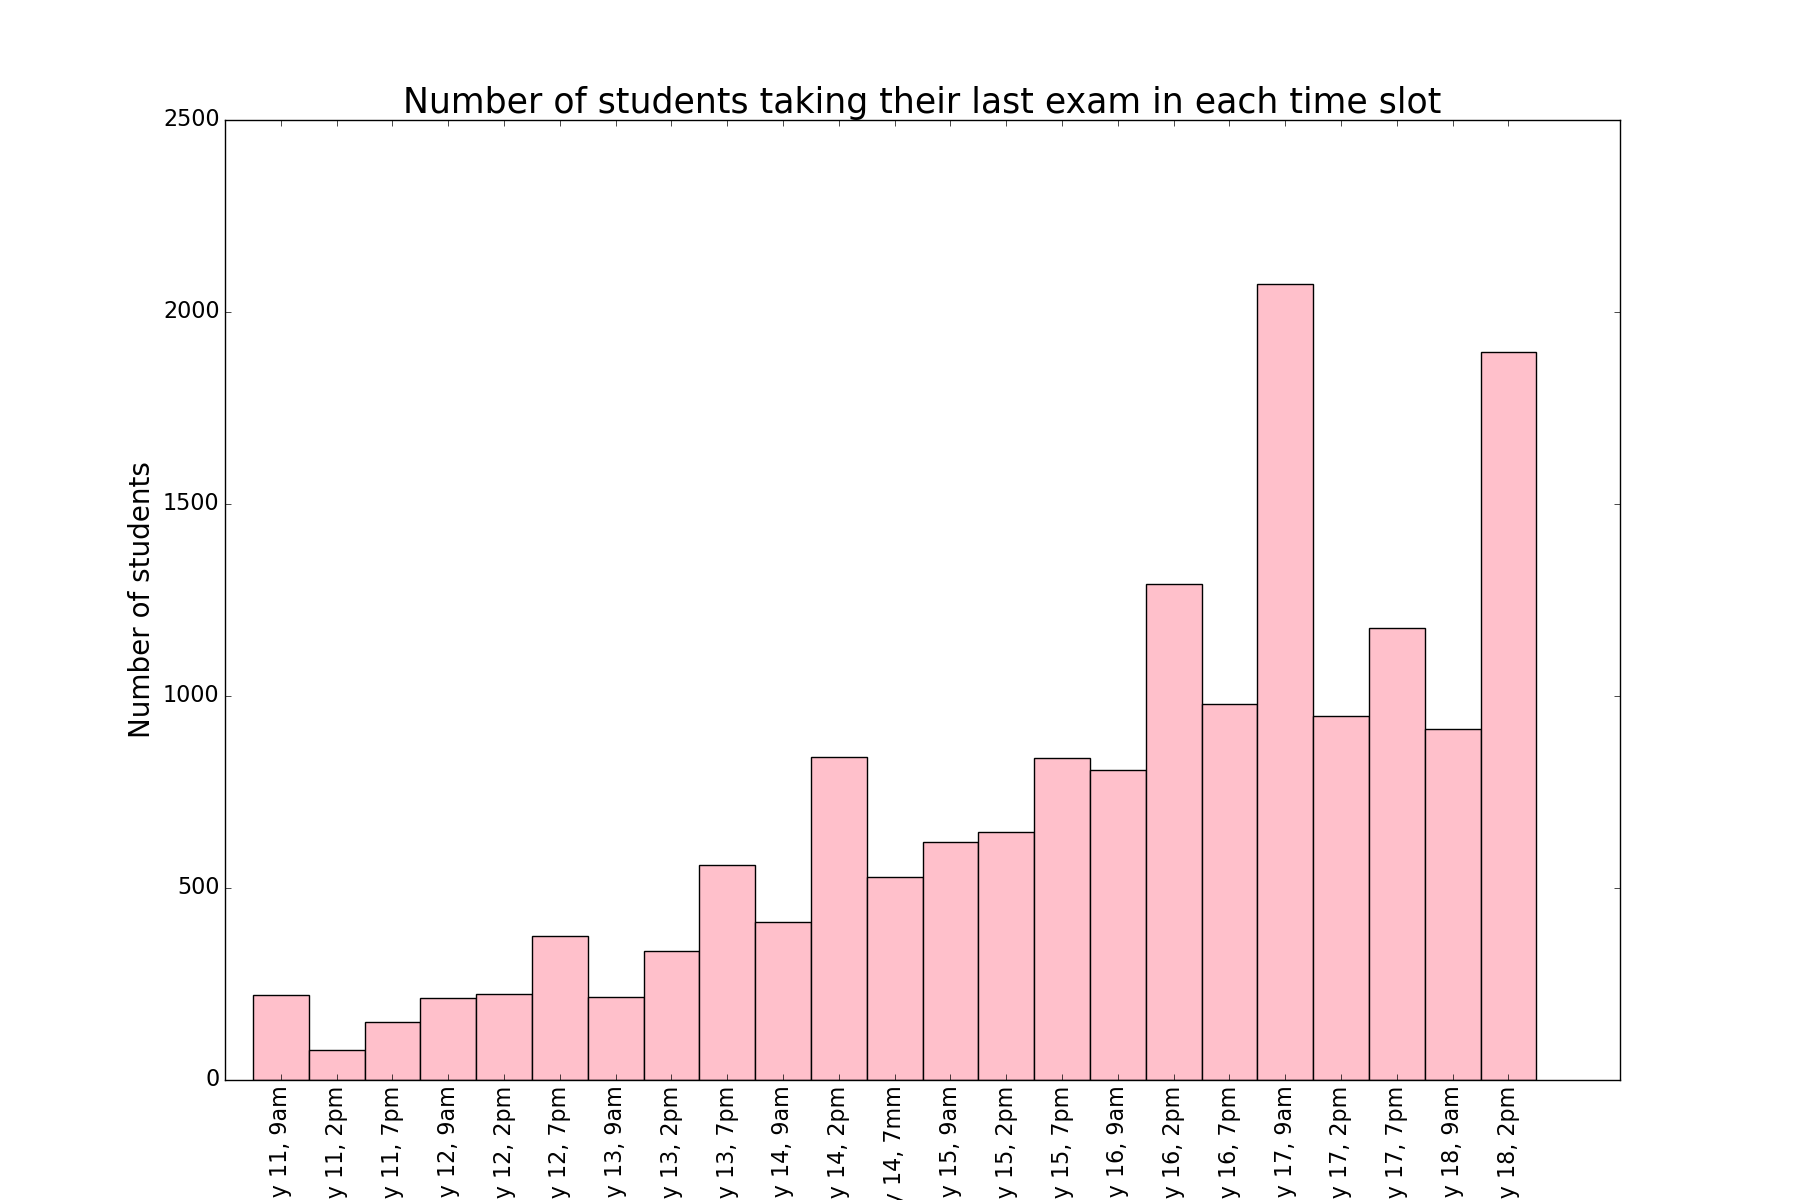 Number of students taking their last exam in each time slot
Number of students
2500
2000
1500
1000
500
0
y 11, 9am
y 11, 2pm
y 11, 7pm
y 12, 9am
y 12, 2pm
y 12, 7pm
y 13, 9am
y 13, 2pm
y 13, 7pm
y 14, 9am
y 14, 2pm
y 14, 7mm
y 15, 9am
y 15, 2pm
y 15, 7pm
y 16, 9am
y 16, 2pm
y 16, 7pm
y 17, 9am
y 17, 2pm
y 17, 7pm
y 18, 9am
y 18, 2pm